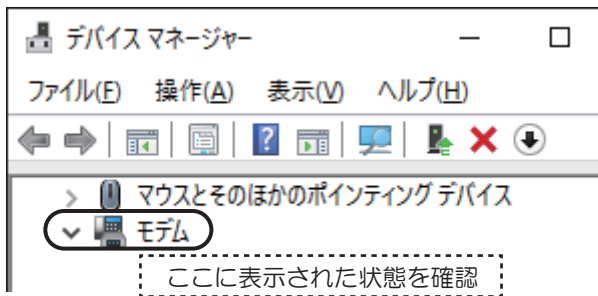 デバイス マネージャー
ファイル(F) 操作(A) 表示(V) ヘルプ(H)
マウスとそのほかのポインティング デバイス
モデム
ここに表示された状態を確認